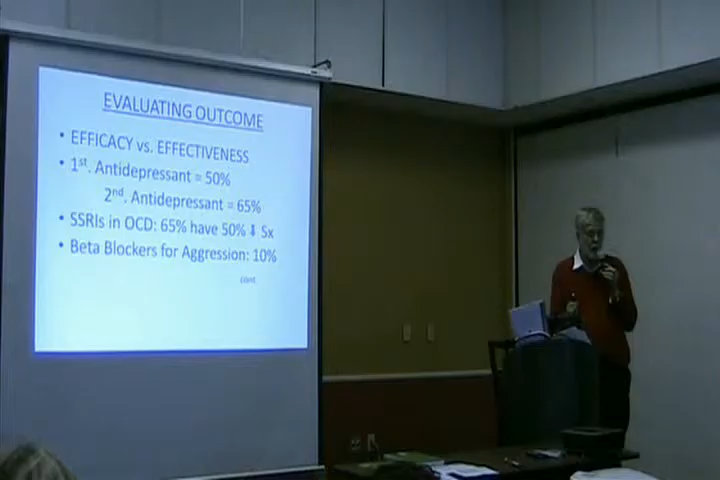 EVALUATING OUTCOME
• EFFICACY vs. EFFECTIVENESS
• 1st. Antidepressant = 50%
2nd. Antidepressant = 65%
• SSRIs in OCD: 65% have 50% ⬇ Sx
• Beta Blockers for Aggression: 10%
cont.